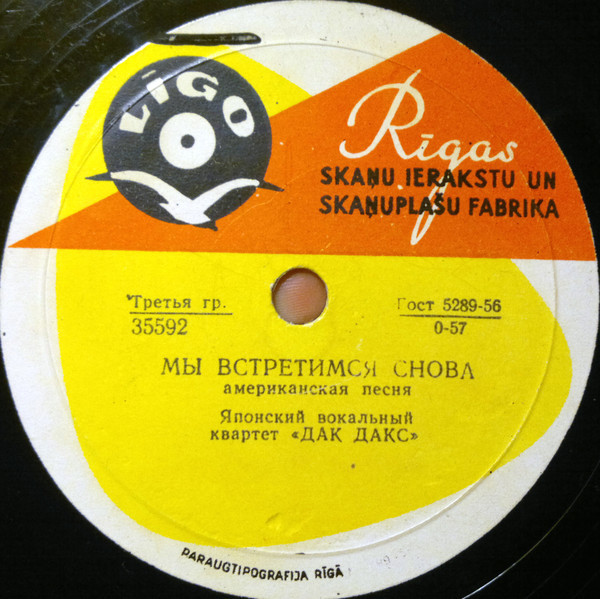 LĪGO
Rīgas
SKAŅU IERAKSTU UN
SKAŅUPLAŠU FABRIKA
Третья гр.
35592
Гост 5289-56
0-57
МЫ ВСТРЕТИМСЯ СНОВА
американская песня
Японский вокальный
квартет «ДАК ДАКС»
PARAUGTIPOGRAFIJA RĪGĀ